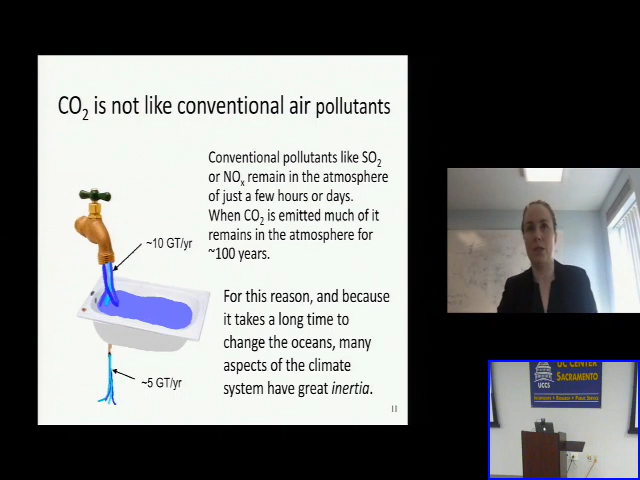 CO2 is not like conventional air pollutants
Conventional pollutants like SO2
or NOx remain in the atmosphere
of just a few hours or days.
When CO2 is emitted much of it
remains in the atmosphere for
~100 years.
~10 GT/yr
For this reason, and because
it takes a long time to
change the oceans, many
aspects of the climate
system have great inertia.
~5 GT/yr
11
UC CENTER
SACRAMENTO
UCCS